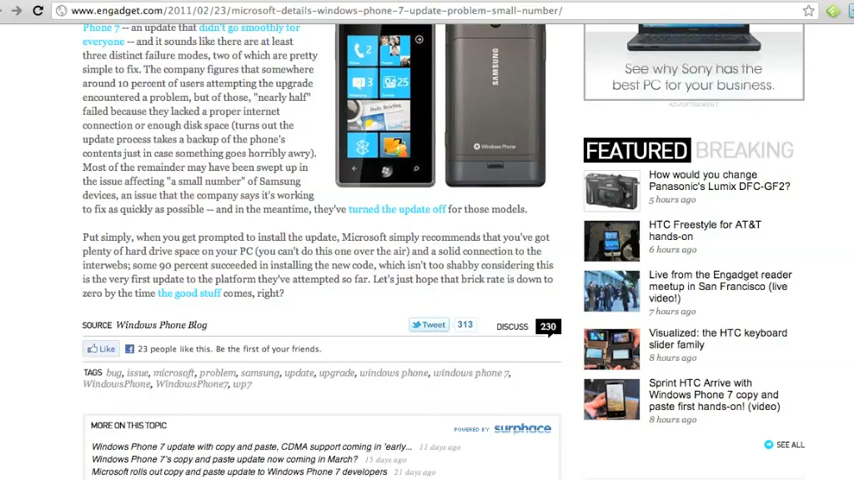 www.engadget.com/2011/02/23/microsoft-details-windows-phone-7-update-problem-small-number/
Phone 7 -- an update that didn't go smoothly for
everyone -- and it sounds like there are at least
three distinct failure modes, two of which are pretty
simple to fix. The company figures that somewhere
around 10 percent of users attempting the upgrade
encountered a problem, but of those, "nearly half"
failed because they lacked a proper internet
connection or enough disk space (turns out the
update process takes a backup of the phone's
contents just in case something goes horribly awry).
Most of the remainder may have been swept up in
the issue affecting "a small number" of Samsung
devices, an issue that the company says it's working
to fix as quickly as possible -- and in the meantime, they've turned the update off for those models.
SAMSUNG
Windows Phone
Put simply, when you get prompted to install the update, Microsoft simply recommends that you've got
plenty of hard drive space on your PC (you can't do this one over the air) and a solid connection to the
interwebs; some 90 percent succeeded in installing the new code, which isn't too shabby considering this
is the very first update to the platform they've attempted so far. Let's just hope that brick rate is down to
zero by the time the good stuff comes, right?
SOURCE Windows Phone Blog
Tweet 313 DISCUSS 230
Like 23 people like this. Be the first of your friends.
TAGS bug, issue, microsoft, problem, samsung, update, upgrade, windows phone, windows phone 7,
WindowsPhone, WindowsPhone7, wp7
MORE ON THIS TOPIC
POWERED BY surphace
Windows Phone 7 update with copy and paste, CDMA support coming in 'early... 11 days ago
Windows Phone 7's copy and paste update now coming in March? 15 days ago
Microsoft rolls out copy and paste update to Windows Phone 7 developers 21 days ago
See why Sony has the
best PC for your business.
ADVERTISEMENT
FEATURED BREAKING
How would you change
Panasonic's Lumix DFC-GF2?
5 hours ago
HTC Freestyle for AT&T
hands-on
6 hours ago
Live from the Engadget reader
meetup in San Francisco (live
video!)
7 hours ago
Visualized: the HTC keyboard
slider family
8 hours ago
Sprint HTC Arrive with
Windows Phone 7 copy and
paste first hands-on! (video)
8 hours ago
SEE ALL